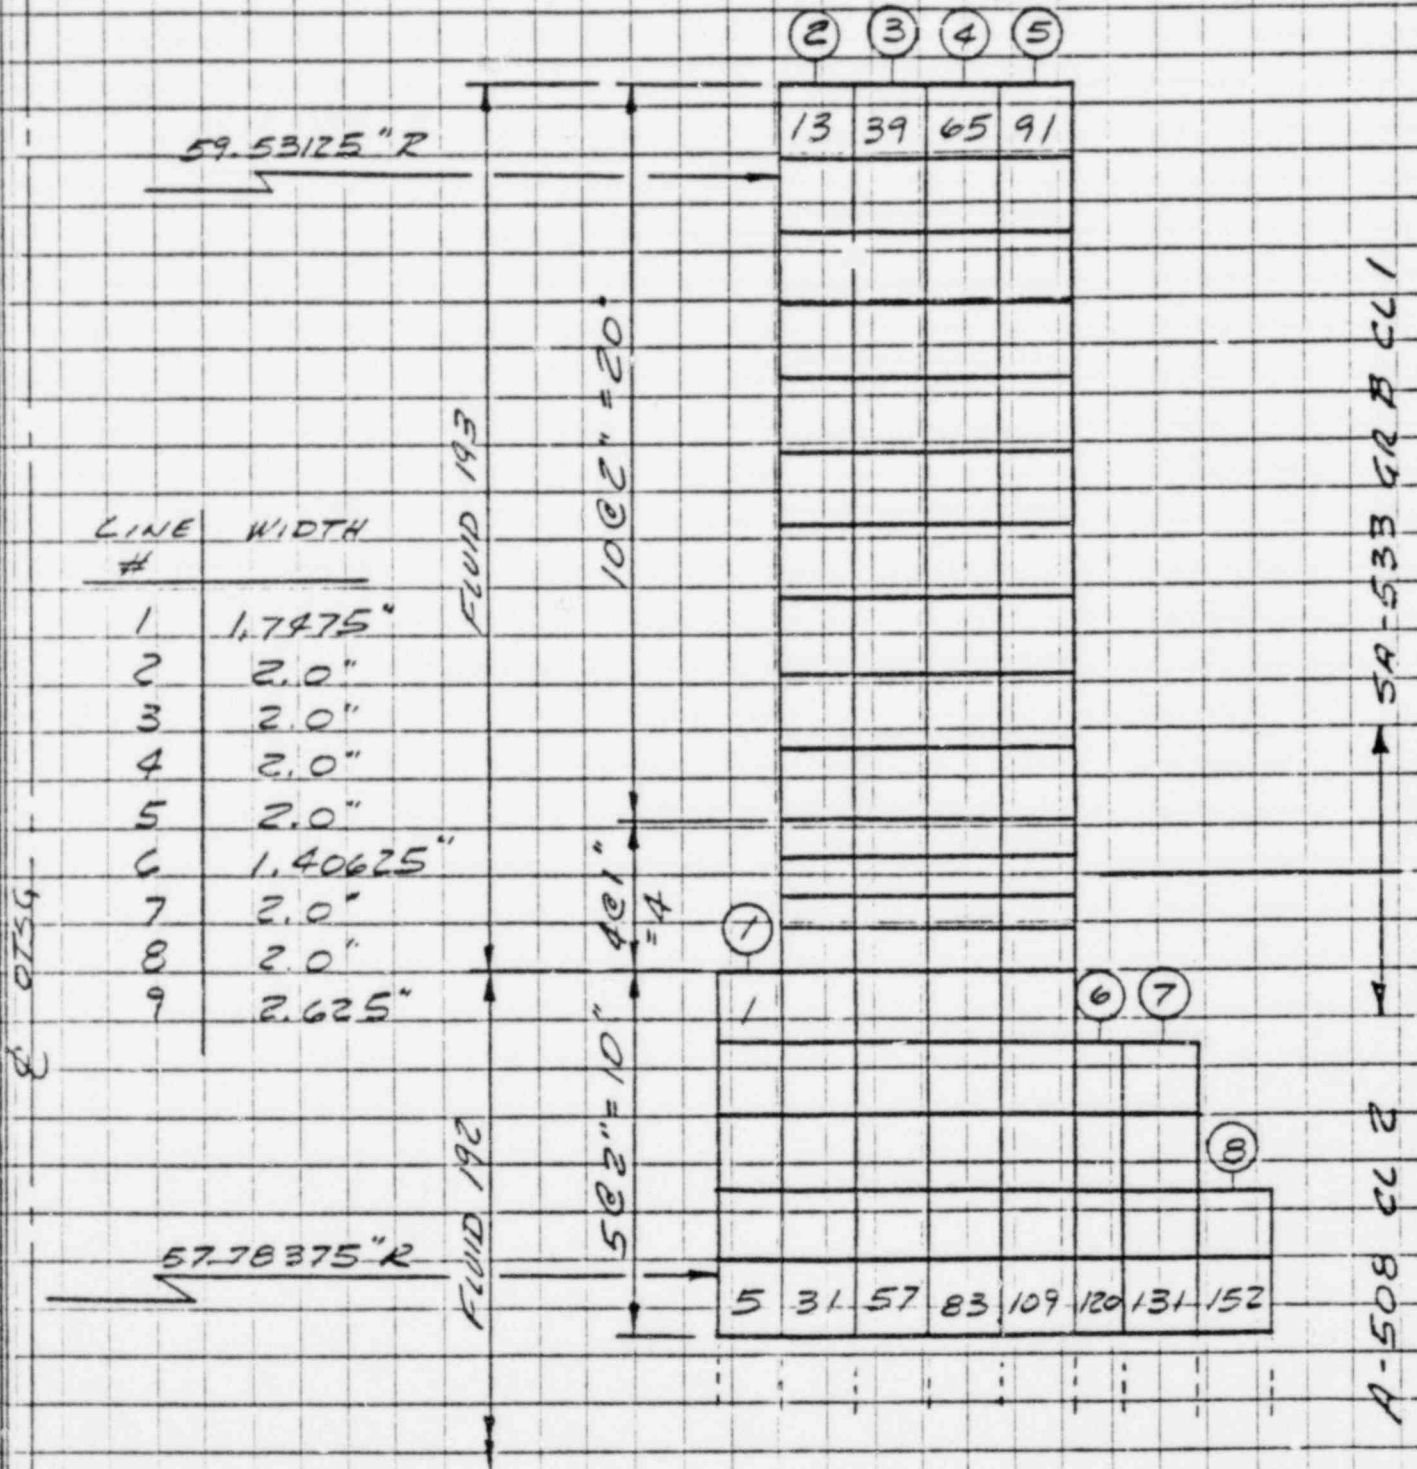 ② ③ ④ ⑤
13 39 65 91
59.53125"R
10@2"=20"
FLUID 193
SA-533 GR B CL 1
LINE # WIDTH
1 1.7475"
2 2.0"
3 2.0"
4 2.0"
5 2.0"
6 1.40625"
7 2.0"
8 2.0"
9 2.625"
4@1"
=4
①
1
⑥ ⑦
℄ OTSG
5@2"=10"
FLUID 192
⑧
A-508 CL 2
57.78375"R
5 31 57 83 109 120 131 152